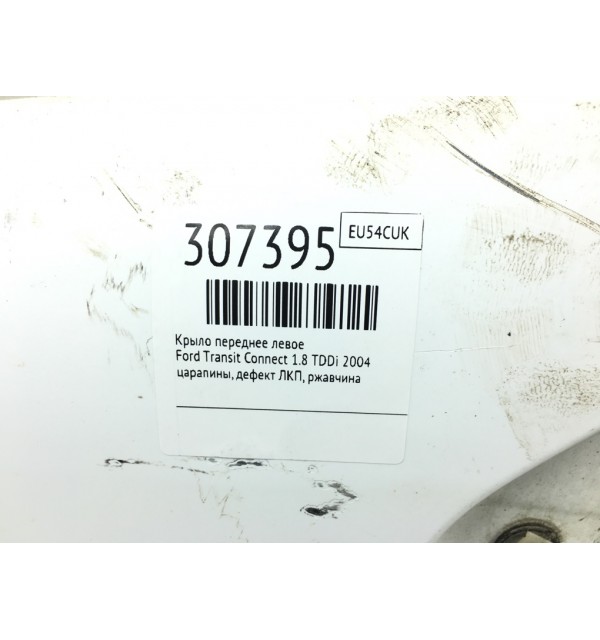 307395
EU54CUK
Крыло переднее левое
Ford Transit Connect 1.8 TDDi 2004
царапины, дефект ЛКП, ржавчина